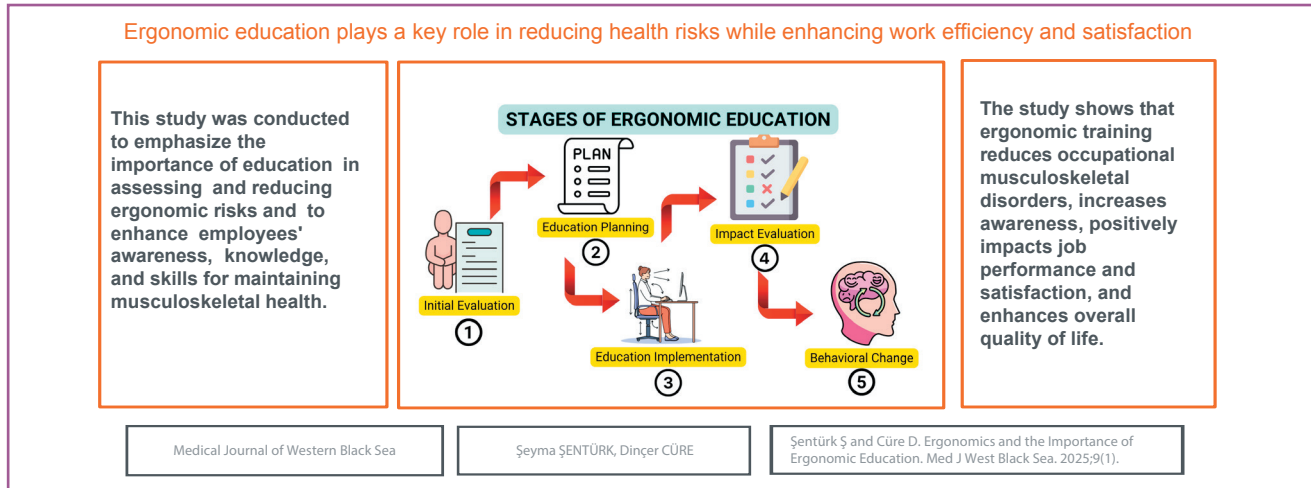 Ergonomic education plays a key role in reducing health risks while enhancing work efficiency and satisfaction
This study was conducted
to emphasize the
importance of education in
assessing and reducing
ergonomic risks and to
enhance employees'
awareness, knowledge,
and skills for maintaining
musculoskeletal health.
STAGES OF ERGONOMIC EDUCATION
Initial Evaluation
1
PLAN
Education Planning
2
Education Implementation
3
Impact Evaluation
4
Behavioral Change
5
The study shows that
ergonomic training
reduces occupational
musculoskeletal
disorders, increases
awareness, positively
impacts job
performance and
satisfaction, and
enhances overall
quality of life.
Medical Journal of Western Black Sea
Şeyma ŞENTÜRK, Dinçer CÜRE
Şentürk Ş and Cüre D. Ergonomics and the Importance of
Ergonomic Education. Med J West Black Sea. 2025;9(1).